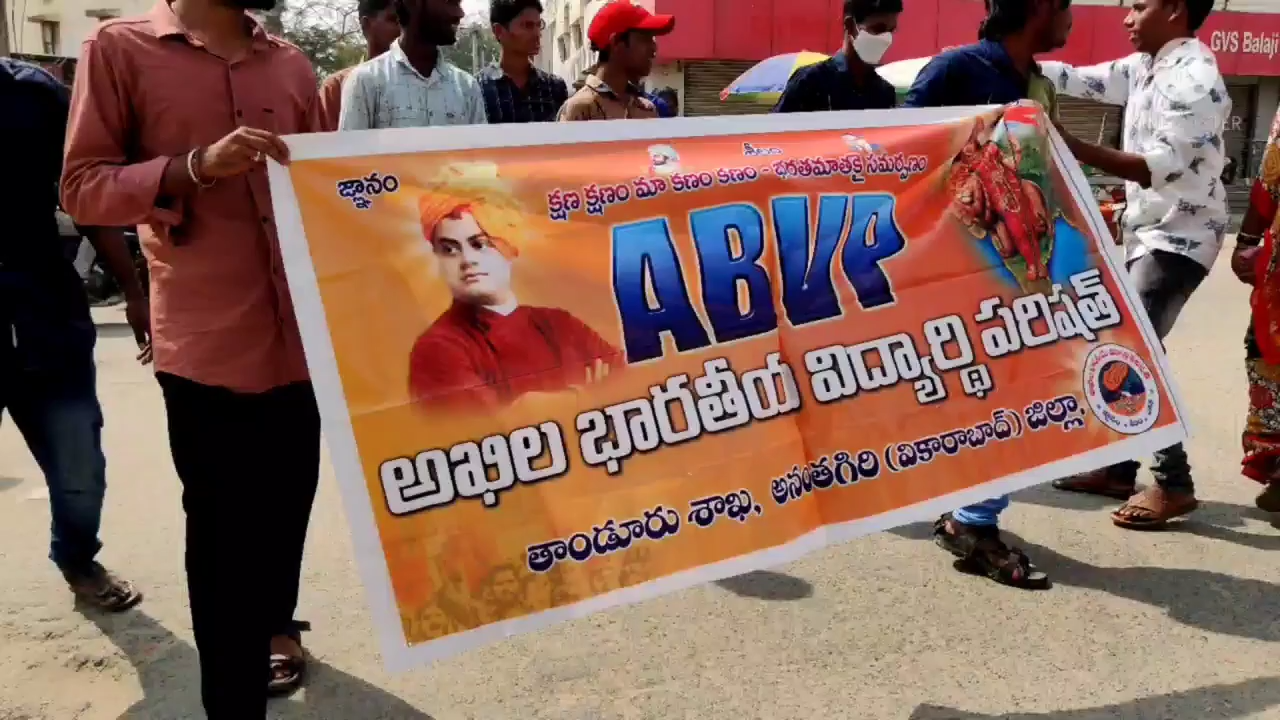 GVS Balaji
జ్ఞానం
శీలం
క్షణ క్షణం మా కణం కణం - భరతమాతకై సమర్పణం
ABVP
అఖిల భారతీయ విద్యార్థి పరిషత్
తాండూరు శాఖ, అనంతగిరి (వికారాబాద్) జిల్లా.